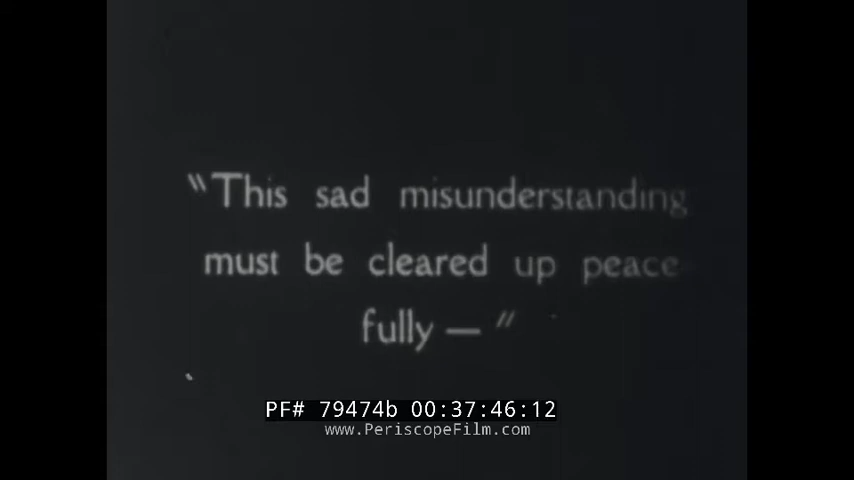 "This sad misunderstanding
must be cleared up peace-
fully — "
PF# 79474b 00:37:46:12
www.PeriscopeFilm.com